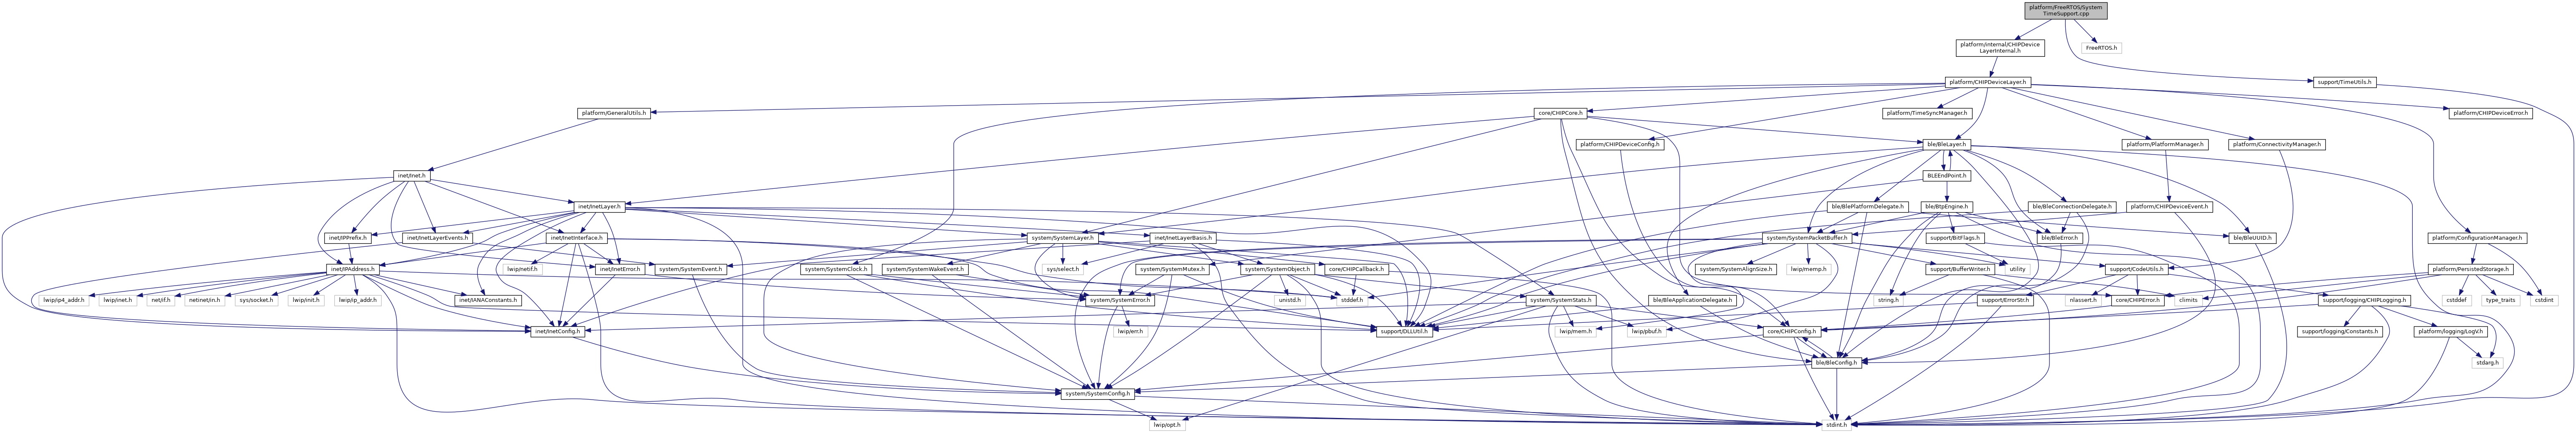 platform/FreeRTOS/System
TimeSupport.cpp
platform/internal/CHIPDevice
LayerInternal.h
FreeRTOS.h
platform/CHIPDeviceLayer.h
support/TimeUtils.h
platform/GeneralUtils.h
core/CHIPCore.h
platform/TimeSyncManager.h
platform/CHIPDeviceError.h
platform/CHIPDeviceConfig.h
ble/BleLayer.h
platform/PlatformManager.h
platform/ConnectivityManager.h
inet/Inet.h
BLEEndPoint.h
inet/InetLayer.h
ble/BlePlatformDelegate.h
ble/BtpEngine.h
ble/BleConnectionDelegate.h
platform/CHIPDeviceEvent.h
inet/IPPrefix.h
inet/InetLayerEvents.h
inet/InetInterface.h
system/SystemLayer.h
inet/InetLayerBasis.h
system/SystemPacketBuffer.h
support/BitFlags.h
ble/BleError.h
ble/BleUUID.h
platform/ConfigurationManager.h
inet/IPAddress.h
lwip/netif.h
inet/InetError.h
system/SystemEvent.h
system/SystemClock.h
system/SystemWakeEvent.h
sys/select.h
system/SystemMutex.h
system/SystemObject.h
core/CHIPCallback.h
system/SystemAlignSize.h
lwip/memp.h
support/BufferWriter.h
utility
support/CodeUtils.h
platform/PersistedStorage.h
lwip/ip4_addr.h
lwip/inet.h
net/if.h
netinet/in.h
sys/socket.h
lwip/init.h
lwip/ip_addr.h
inet/IANAConstants.h
system/SystemError.h
unistd.h
stddef.h
system/SystemStats.h
ble/BleApplicationDelegate.h
string.h
support/ErrorStr.h
nlassert.h
core/CHIPError.h
climits
support/logging/CHIPLogging.h
cstddef
type_traits
cstdint
inet/InetConfig.h
lwip/err.h
support/DLLUtil.h
lwip/mem.h
lwip/pbuf.h
core/CHIPConfig.h
support/logging/Constants.h
platform/logging/LogV.h
ble/BleConfig.h
stdarg.h
system/SystemConfig.h
lwip/opt.h
stdint.h